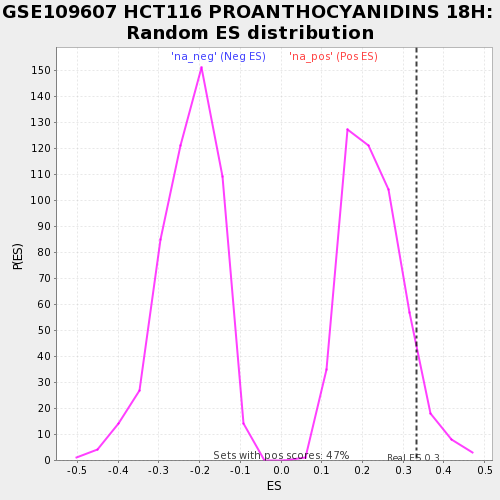 GSE109607 HCT116 PROANTHOCYANIDINS 18H:
Random ES distribution
'na_neg' (Neg ES) 'na_pos' (Pos ES)
150
140
130
120
110
100
90
80
70
60
50
40
30
20
10
0
P(ES)
Sets with pos scores: 47%
Real ES 0.3
-0.5 -0.4 -0.3 -0.2 -0.1 0.0 0.1 0.2 0.3 0.4 0.5
ES